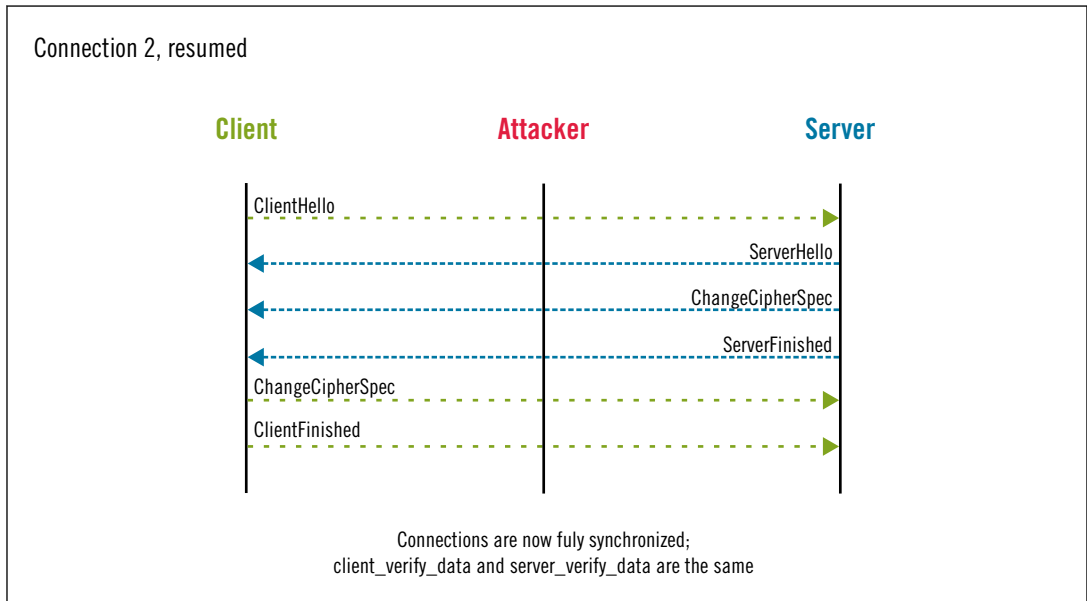 Connection 2, resumed
Client Attacker Server
ClientHello
ServerHello
ChangeCipherSpec
ServerFinished
ChangeCipherSpec
ClientFinished
Connections are now fuly synchronized;
client_verify_data and server_verify_data are the same